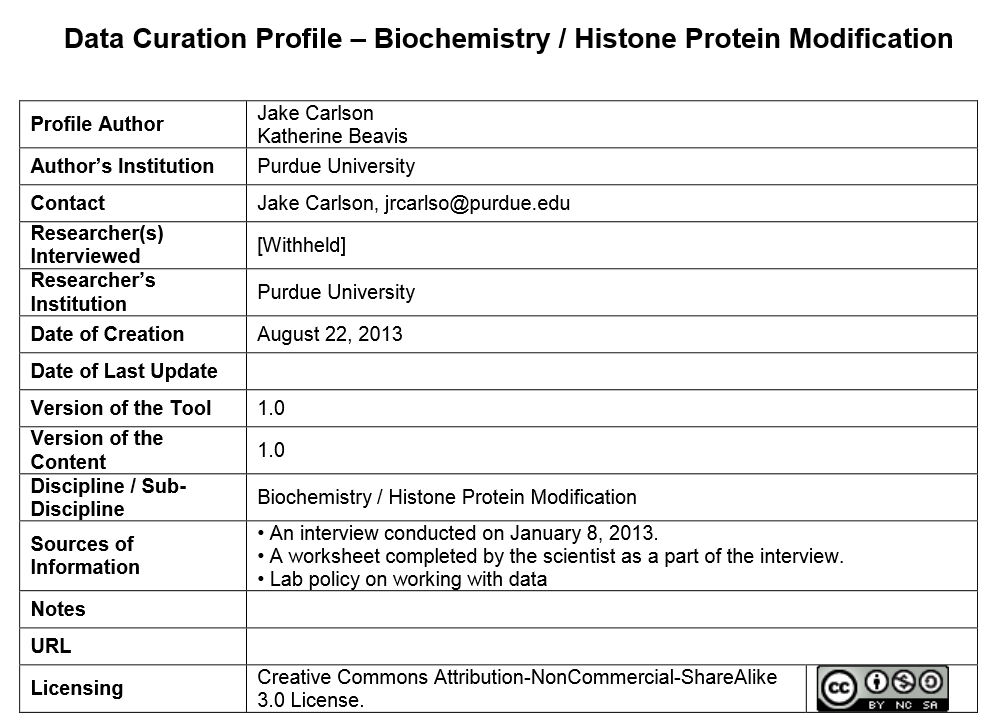 Data Curation Profile – Biochemistry / Histone Protein Modification
Profile Author
Jake Carlson
Katherine Beavis
Author's Institution
Purdue University
Contact
Jake Carlson, jrcarlso@purdue.edu
Researcher(s)
Interviewed
[Withheld]
Researcher's
Institution
Purdue University
Date of Creation
August 22, 2013
Date of Last Update
Version of the Tool
1.0
Version of the
Content
1.0
Discipline / Sub-
Discipline
Biochemistry / Histone Protein Modification
Sources of
Information
• An interview conducted on January 8, 2013.
• A worksheet completed by the scientist as a part of the interview.
• Lab policy on working with data
Notes
URL
Licensing
Creative Commons Attribution-NonCommercial-ShareAlike
3.0 License.
cc
BY NC SA